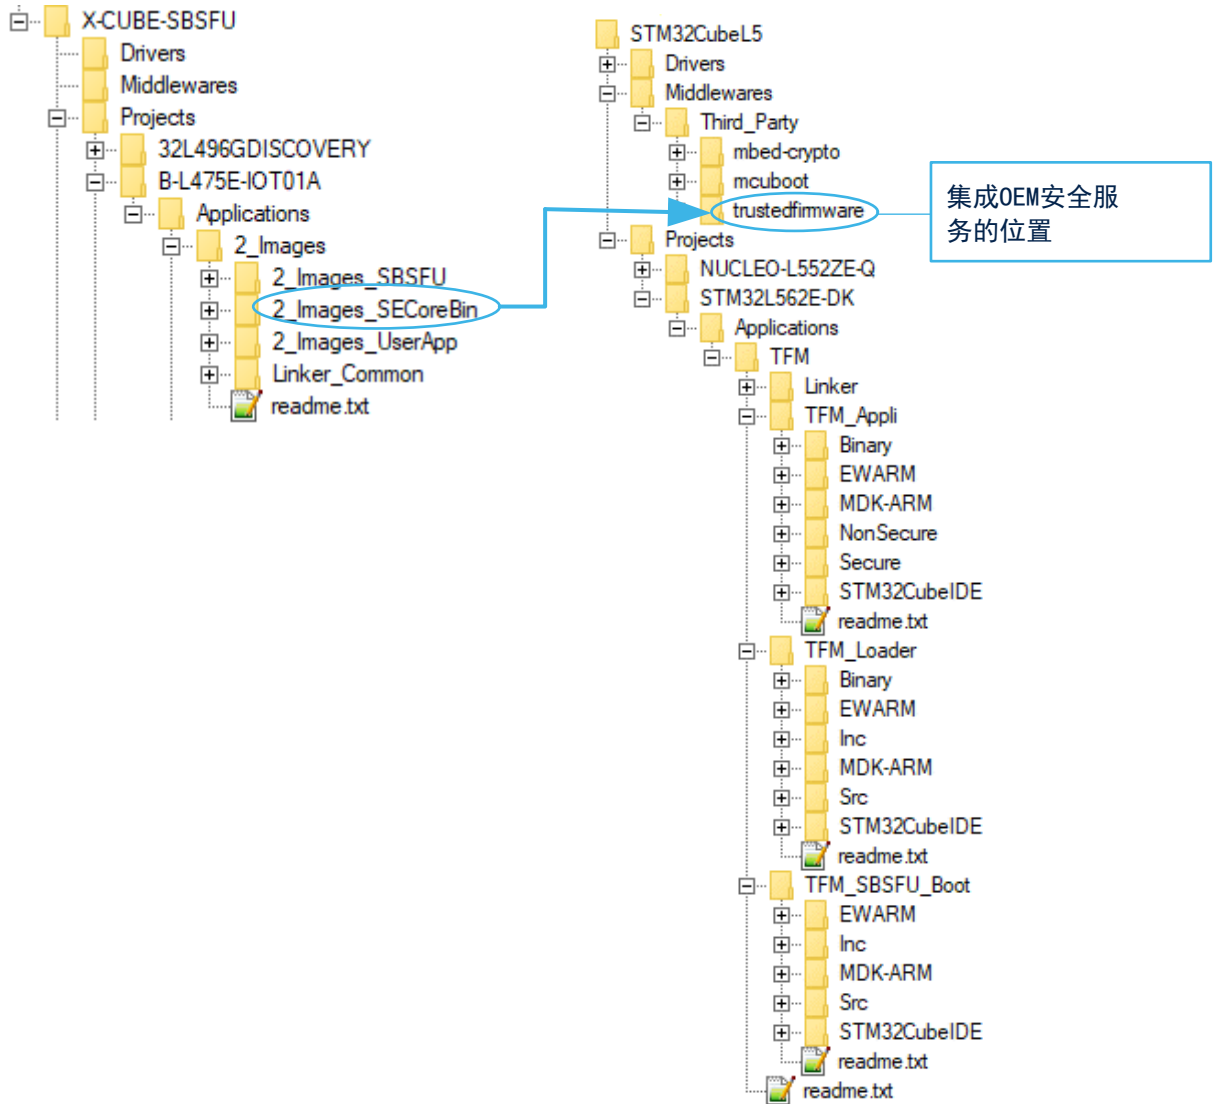 X-CUBE-SBSFU
Drivers
Middlewares
Projects
32L496GDISCOVERY
B-L475E-IOT01A
Applications
2_Images
2_Images_SBSFU
2_Images_SECoreBin
2_Images_UserApp
Linker_Common
readme.txt
STM32CubeL5
Drivers
Middlewares
Third_Party
mbed-crypto
mcuboot
trustedfirmware
Projects
NUCLEO-L552ZE-Q
STM32L562E-DK
Applications
TFM
Linker
TFM_Appli
Binary
EWARM
MDK-ARM
NonSecure
Secure
STM32CubeIDE
readme.txt
TFM_Loader
Binary
EWARM
Inc
MDK-ARM
Src
STM32CubeIDE
readme.txt
TFM_SBSFU_Boot
EWARM
Inc
MDK-ARM
Src
STM32CubeIDE
readme.txt
readme.txt
集成OEM安全服
务的位置